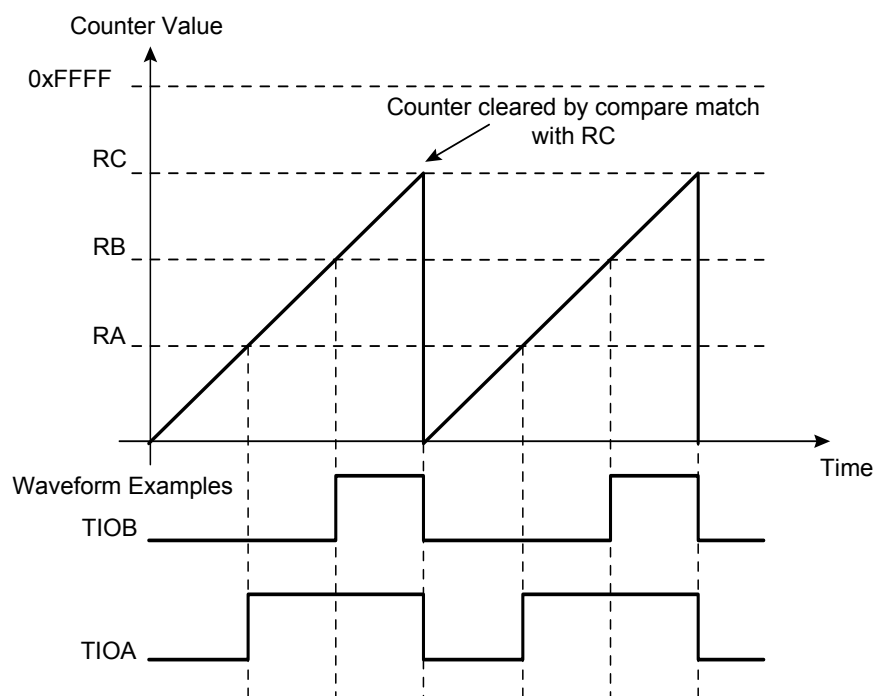 Counter Value
0xFFFF
Counter cleared by compare match
with RC
RC
RB
RA
Time
Waveform Examples
TIOB
TIOA